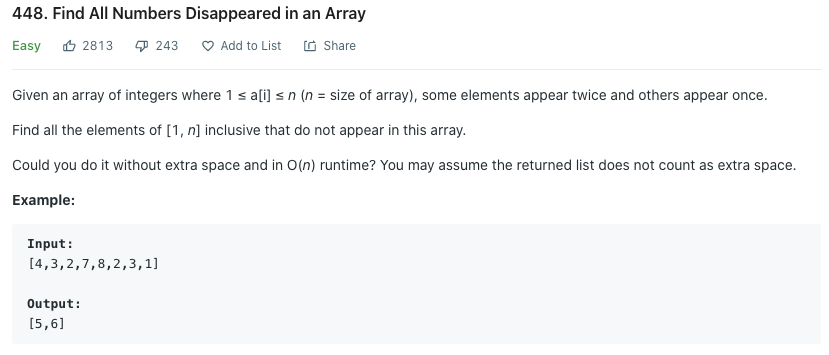 448. Find All Numbers Disappeared in an Array
Easy 2813 243 Add to List Share
Given an array of integers where 1 ≤ a[i] ≤ n (n = size of array), some elements appear twice and others appear once.
Find all the elements of [1, n] inclusive that do not appear in this array.
Could you do it without extra space and in O(n) runtime? You may assume the returned list does not count as extra space.
Example:
Input:
[4,3,2,7,8,2,3,1]
Output:
[5,6]